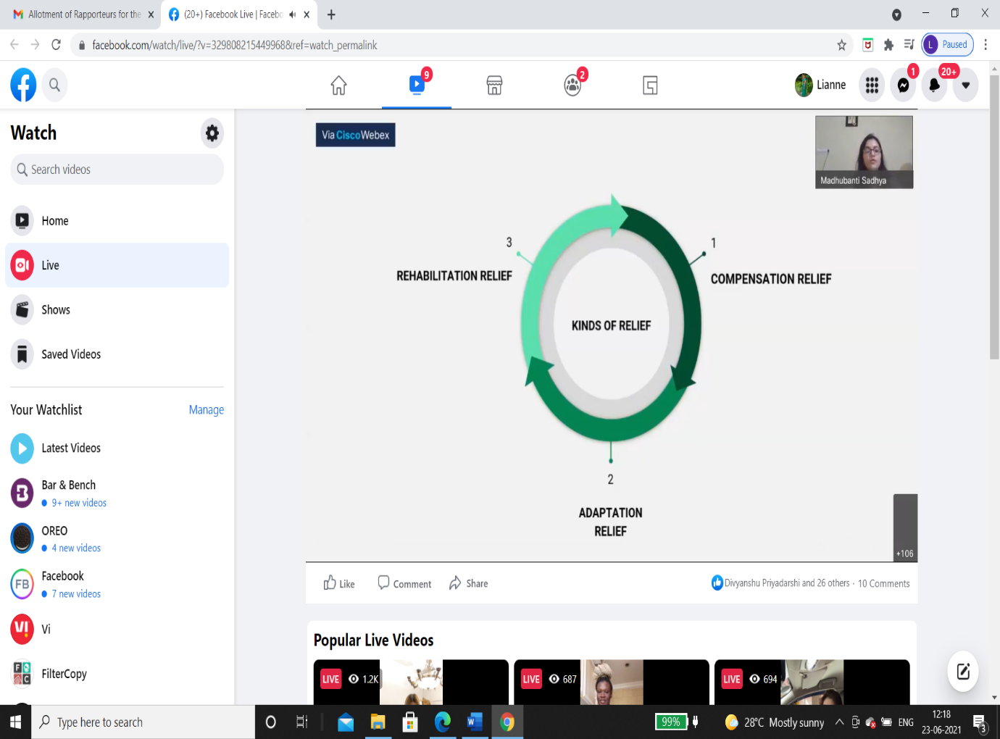 Allotment of Rapporteurs for the
(20+) Facebook Live | Facebo
facebook.com/watch/live/?v=329808215449968&ref=watch_permalink
L Paused
9
2
Lianne
1
20+
Watch
Search videos
Home
Live
Shows
Saved Videos
Your Watchlist
Manage
Latest Videos
Bar & Bench
9+ new videos
OREO
4 new videos
FB
Facebook
7 new videos
V!
Vi
F
C
FilterCopy
Via CiscoWebex
Madhubanti Sadhya
3
REHABILITATION RELIEF
1
COMPENSATION RELIEF
KINDS OF RELIEF
2
ADAPTATION
RELIEF
+106
Like
Comment
Share
Divyanshu Priyadarshi and 26 others · 10 Comments
Popular Live Videos
LIVE 1.2K
LIVE 687
LIVE 694
Type here to search
99%
28°C Mostly sunny
ENG
12:18
23-06-2021
3